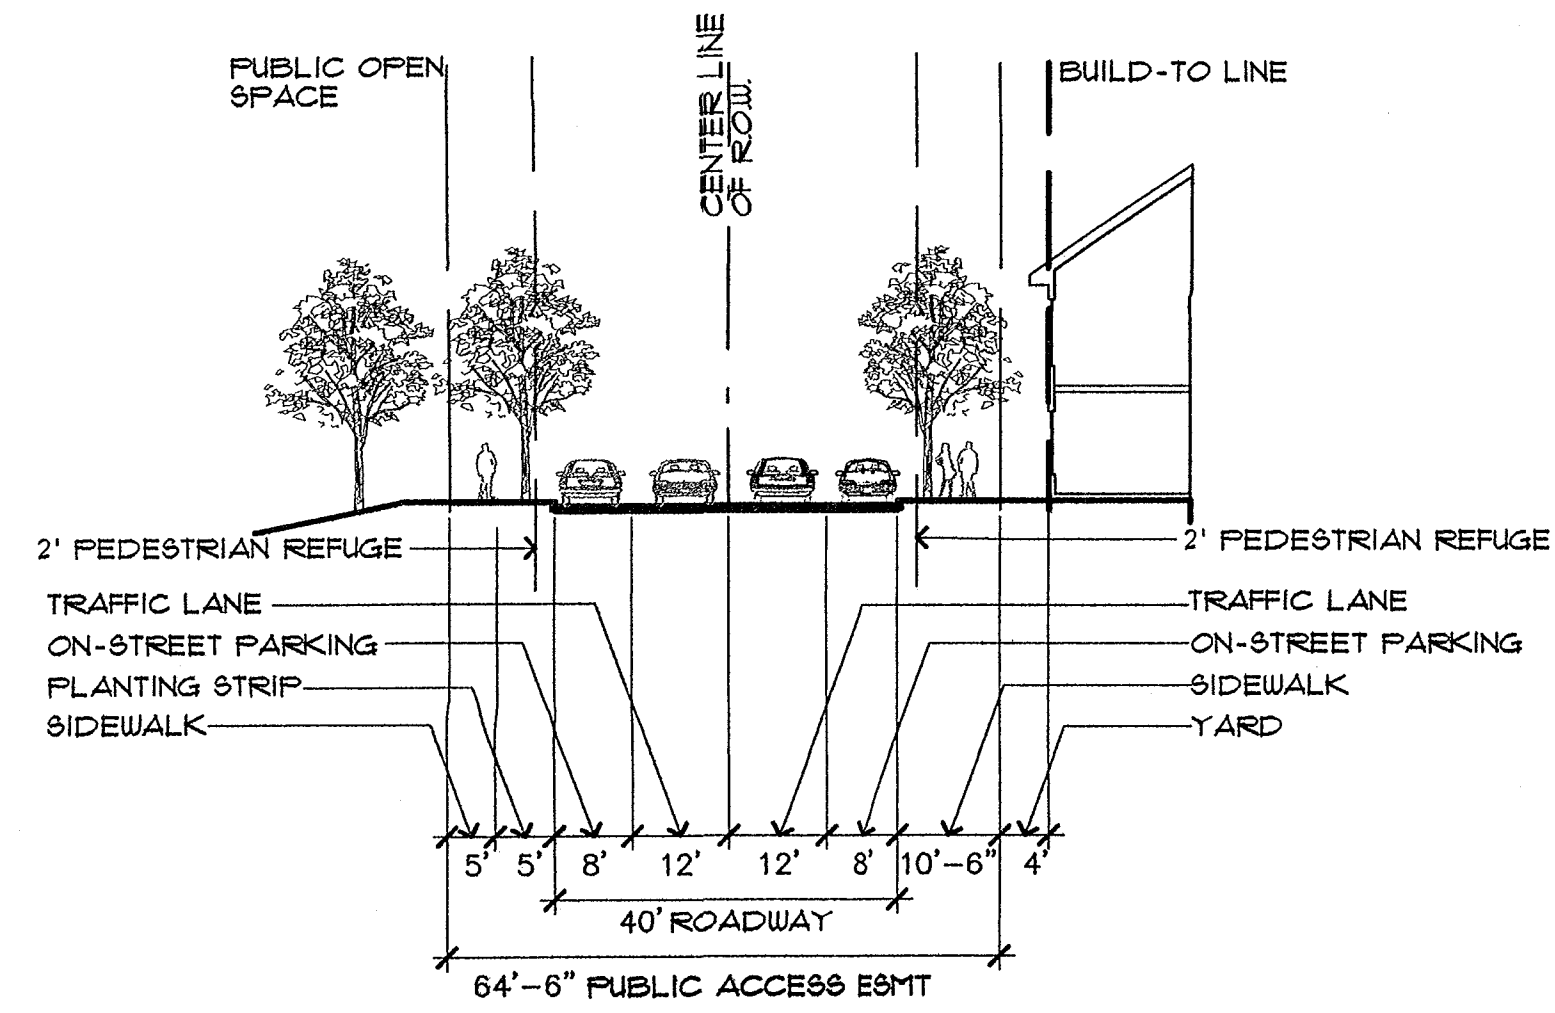 PUBLIC OPEN
SPACE
CENTER LINE
OF R.O.W.
BUILD-TO LINE
2' PEDESTRIAN REFUGE
2' PEDESTRIAN REFUGE
TRAFFIC LANE
TRAFFIC LANE
ON-STREET PARKING
ON-STREET PARKING
PLANTING STRIP
SIDEWALK
SIDEWALK
YARD
5' 5' 8' 12' 12' 8' 10'-6" 4'
40' ROADWAY
64'-6" PUBLIC ACCESS ESMT